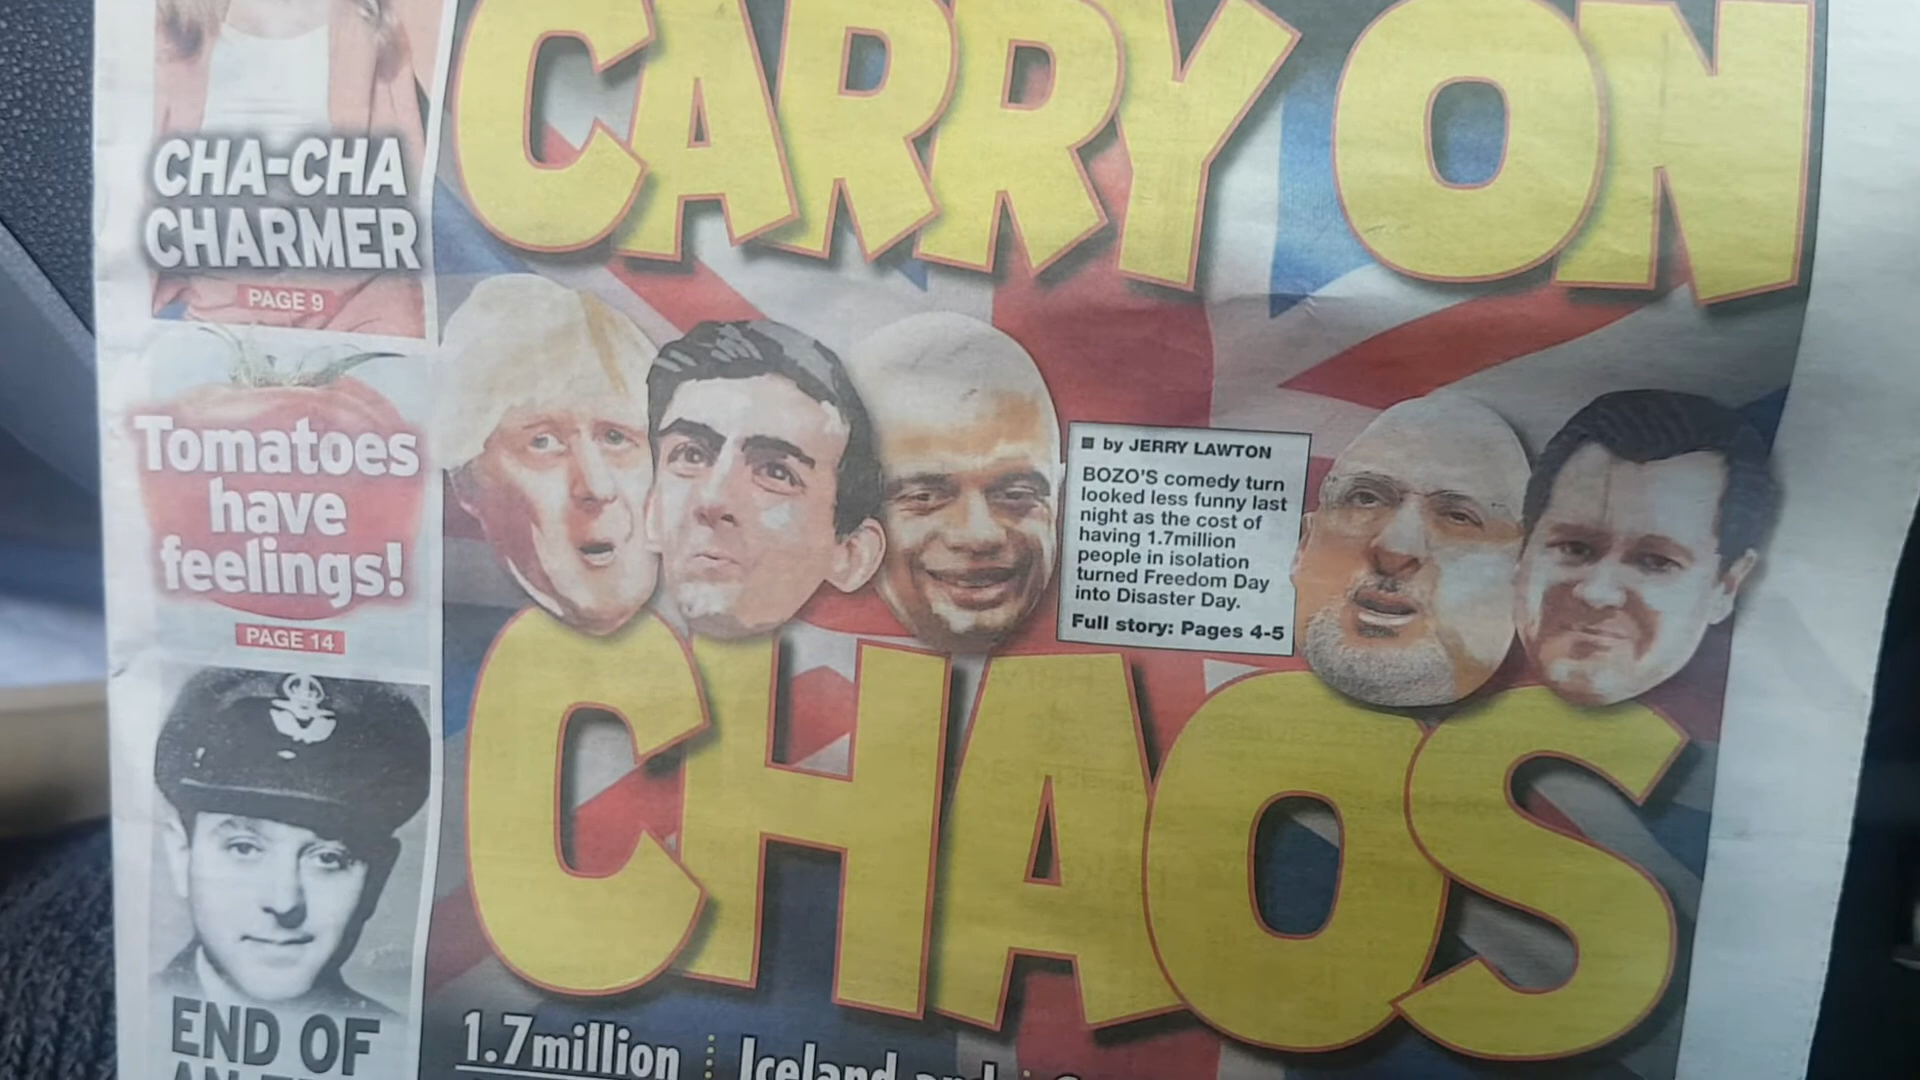 CARRY ON
CHA-CHA
CHARMER
PAGE 9
Tomatoes
have
feelings!
PAGE 14
END OF
by JERRY LAWTON
BOZO'S comedy turn
looked less funny last
night as the cost of
having 1.7million
people in isolation
turned Freedom Day
into Disaster Day.
Full story: Pages 4-5
CHAOS
1.7million
Iceland and